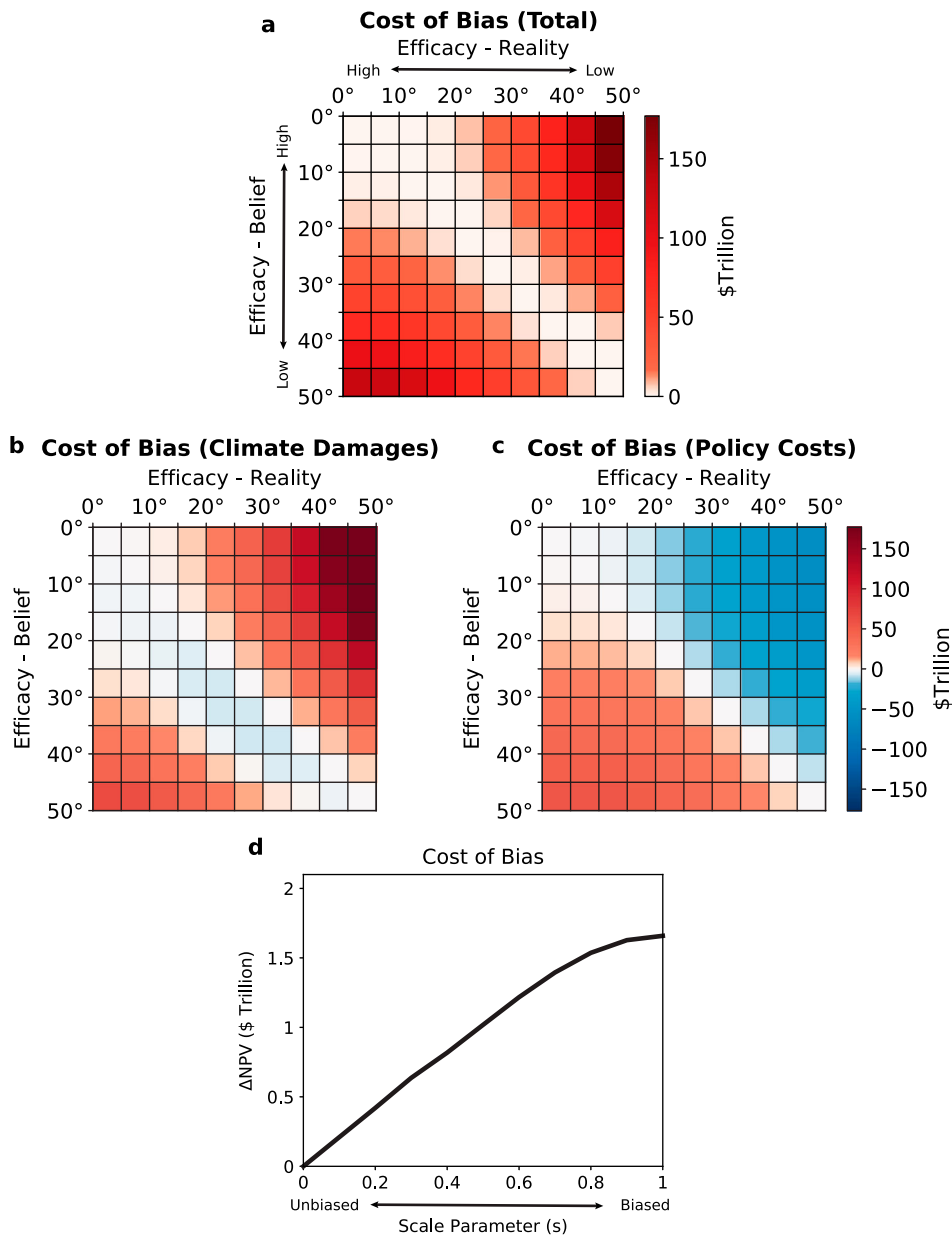 a
Cost of Bias (Total)
Efficacy - Reality
High Low
0° 10° 20° 30° 40° 50°
Efficacy - Belief
High
Low
0°
10°
20°
30°
40°
50°
150
100
50
0
$Trillion
b Cost of Bias (Climate Damages)
Efficacy - Reality
0° 10° 20° 30° 40° 50°
Efficacy - Belief
0°
10°
20°
30°
40°
50°
c Cost of Bias (Policy Costs)
Efficacy - Reality
0° 10° 20° 30° 40° 50°
Efficacy - Belief
0°
10°
20°
30°
40°
50°
150
100
50
0
−50
−100
−150
$Trillion
d
Cost of Bias
ΔNPV ($ Trillion)
2
1.5
1
0.5
0
0 0.2 0.4 0.6 0.8 1
Unbiased Biased
Scale Parameter (s)